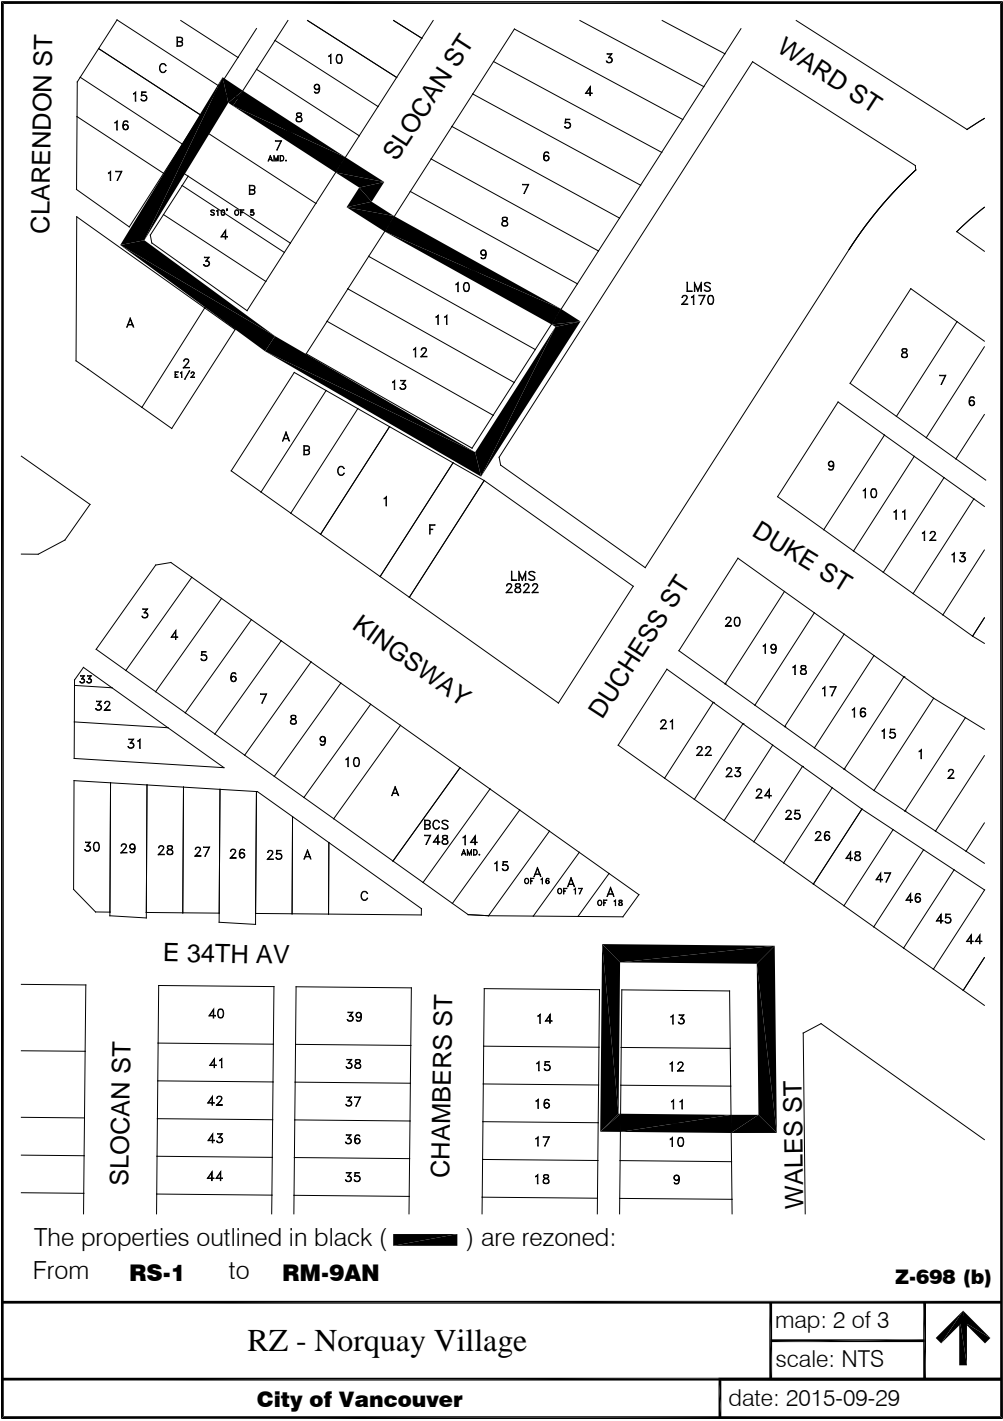 CLARENDON ST
SLOCAN ST
WARD ST
B
C
15
16
17
10
9
8
7
AMD.
B
S10' OF 5
4
3
3
4
5
6
7
8
9
10
11
12
13
LMS
2170
A
2
E1/2
A
B
C
1
F
LMS
2822
8
7
6
9
10
11
12
13
DUKE ST
DUCHESS ST
KINGSWAY
20
19
18
17
16
15
1
2
21
22
23
24
25
26
48
47
46
45
44
3
4
5
6
7
8
9
10
A
BCS
748
14
AMD.
15
A
OF 16
A
OF 17
A
OF 18
33
32
31
30
29
28
27
26
25
A
C
E 34TH AV
SLOCAN ST
CHAMBERS ST
WALES ST
40
41
42
43
44
39
38
37
36
35
14
15
16
17
18
13
12
11
10
9
The properties outlined in black ( ) are rezoned:
From RS-1 to RM-9AN
Z-698 (b)
RZ - Norquay Village
map: 2 of 3
scale: NTS
City of Vancouver
date: 2015-09-29